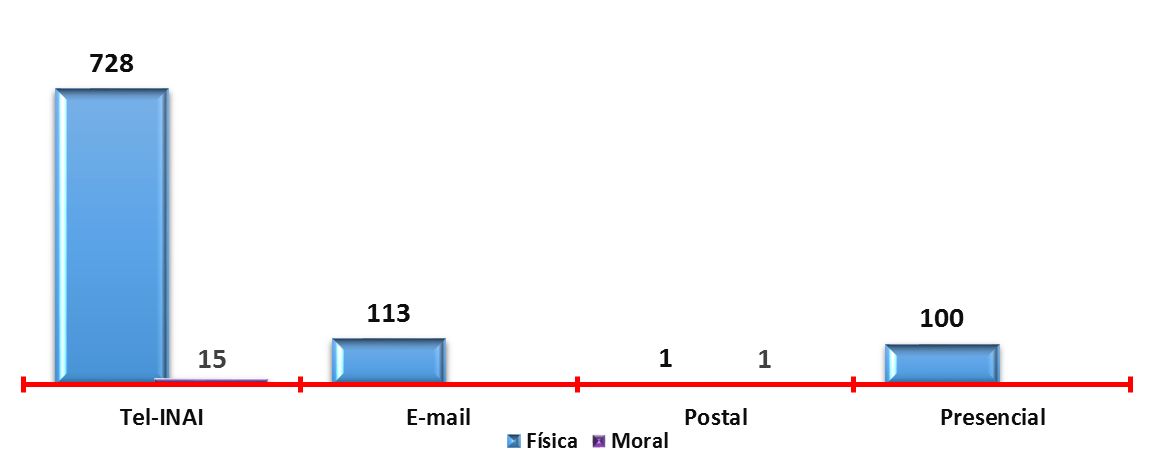 728
113
100
15
1
1
Tel-INAI
E-mail
Postal
Presencial
Física
Moral